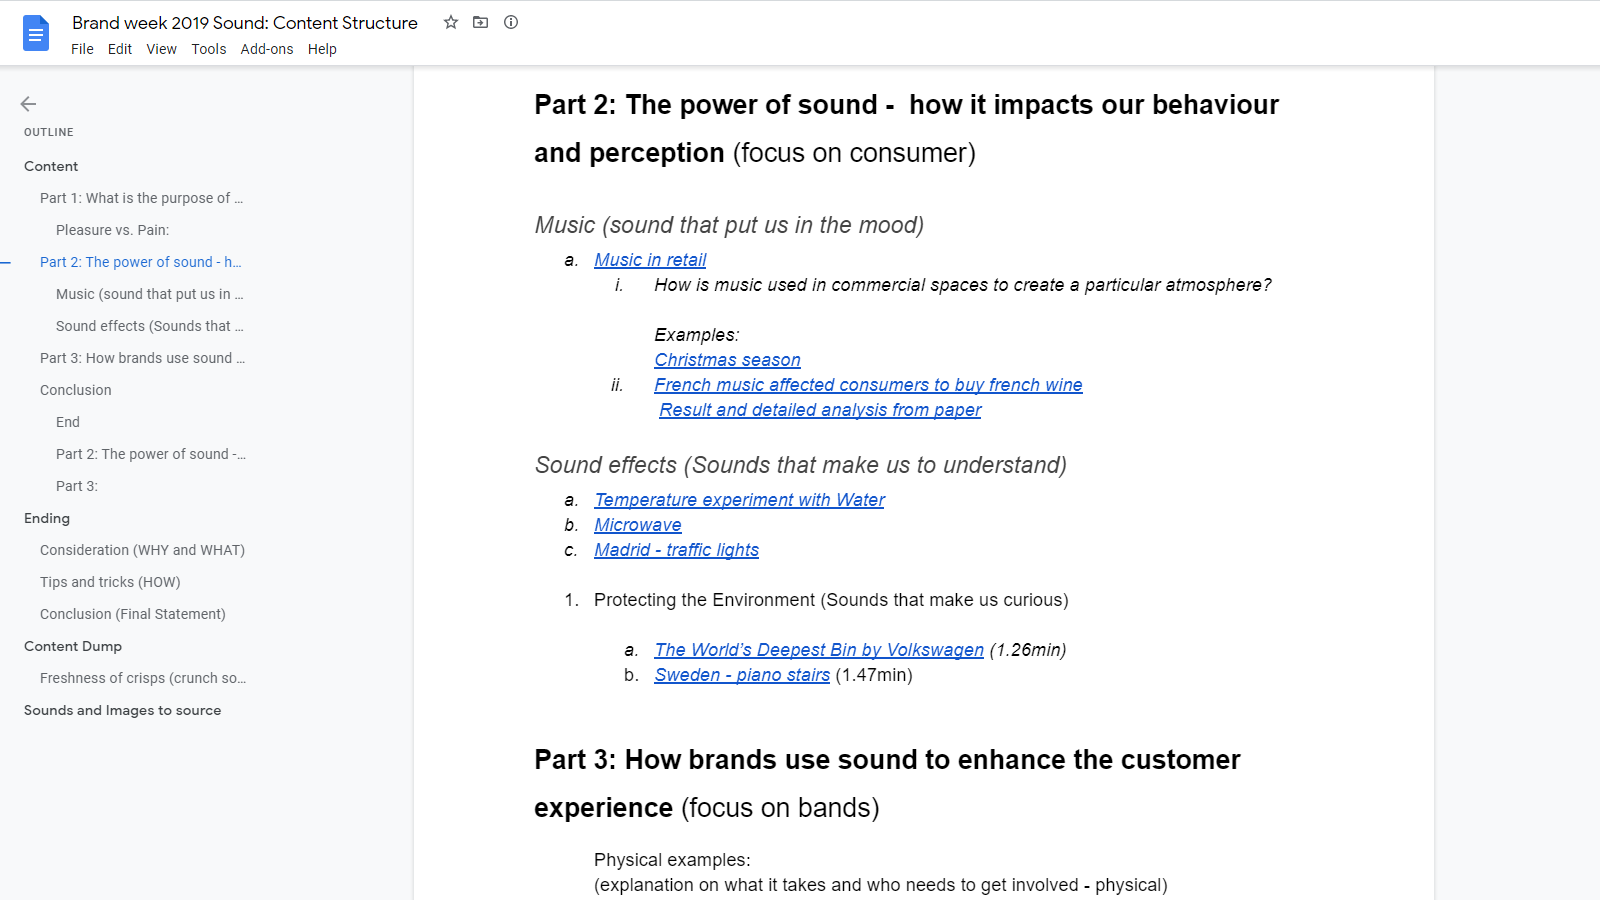 Brand week 2019 Sound: Content Structure
File Edit View Tools Add-ons Help
OUTLINE
Content
Part 1: What is the purpose of ...
Pleasure vs. Pain:
Part 2: The power of sound - h...
Music (sound that put us in ...
Sound effects (Sounds that ...
Part 3: How brands use sound ...
Conclusion
End
Part 2: The power of sound -...
Part 3:
Ending
Consideration (WHY and WHAT)
Tips and tricks (HOW)
Conclusion (Final Statement)
Content Dump
Freshness of crisps (crunch so...
Sounds and Images to source
Part 2: The power of sound - how it impacts our behaviour
and perception (focus on consumer)
Music (sound that put us in the mood)
a. Music in retail
i. How is music used in commercial spaces to create a particular atmosphere?
Examples:
Christmas season
ii. French music affected consumers to buy french wine
Result and detailed analysis from paper
Sound effects (Sounds that make us to understand)
a. Temperature experiment with Water
b. Microwave
c. Madrid - traffic lights
1. Protecting the Environment (Sounds that make us curious)
a. The World's Deepest Bin by Volkswagen (1.26min)
b. Sweden - piano stairs (1.47min)
Part 3: How brands use sound to enhance the customer
experience (focus on bands)
Physical examples:
(explanation on what it takes and who needs to get involved - physical)